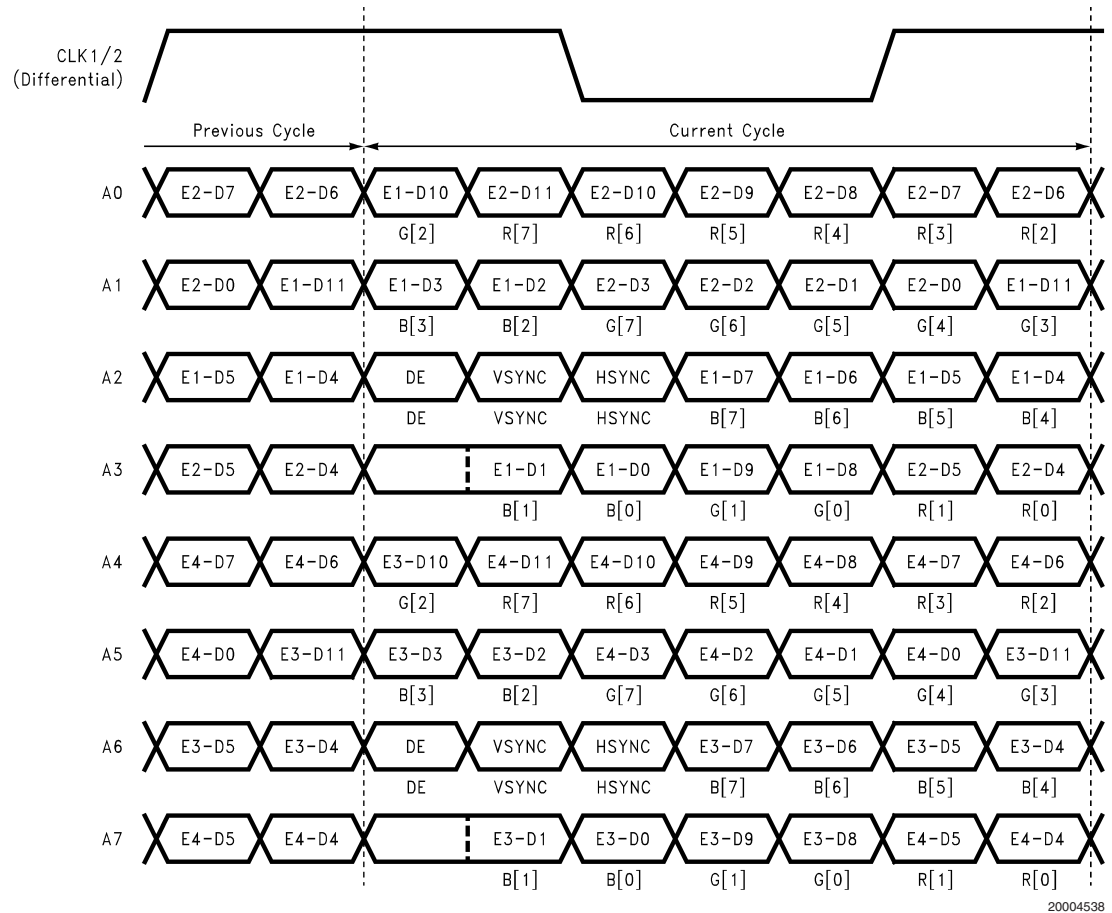 CLK1/2
(Differential)
Previous Cycle
Current Cycle
A0 E2-D7 E2-D6 E1-D10 E2-D11 E2-D10 E2-D9 E2-D8 E2-D7 E2-D6
G[2] R[7] R[6] R[5] R[4] R[3] R[2]
A1 E2-D0 E1-D11 E1-D3 E1-D2 E2-D3 E2-D2 E2-D1 E2-D0 E1-D11
B[3] B[2] G[7] G[6] G[5] G[4] G[3]
A2 E1-D5 E1-D4 DE VSYNC HSYNC E1-D7 E1-D6 E1-D5 E1-D4
DE VSYNC HSYNC B[7] B[6] B[5] B[4]
A3 E2-D5 E2-D4 E1-D1 E1-D0 E1-D9 E1-D8 E2-D5 E2-D4
B[1] B[0] G[1] G[0] R[1] R[0]
A4 E4-D7 E4-D6 E3-D10 E4-D11 E4-D10 E4-D9 E4-D8 E4-D7 E4-D6
G[2] R[7] R[6] R[5] R[4] R[3] R[2]
A5 E4-D0 E3-D11 E3-D3 E3-D2 E4-D3 E4-D2 E4-D1 E4-D0 E3-D11
B[3] B[2] G[7] G[6] G[5] G[4] G[3]
A6 E3-D5 E3-D4 DE VSYNC HSYNC E3-D7 E3-D6 E3-D5 E3-D4
DE VSYNC HSYNC B[7] B[6] B[5] B[4]
A7 E4-D5 E4-D4 E3-D1 E3-D0 E3-D9 E3-D8 E4-D5 E4-D4
B[1] B[0] G[1] G[0] R[1] R[0]
20004538